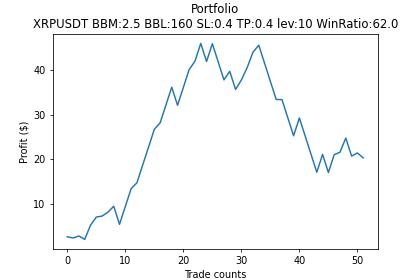 Portfolio
XRPUSDT BBM:2.5 BBL:160 SL:0.4 TP:0.4 lev:10 WinRatio:62.0
40
30
20
10
Profit ($)
0 10 20 30 40 50
Trade counts